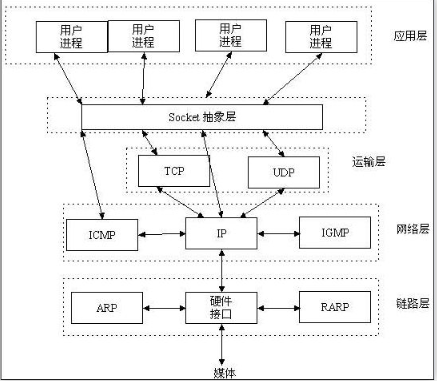 用户 用户 用户 用户
进程 进程 进程 进程
应用层
Socket 抽象层
TCP UDP 运输层
ICMP IP IGMP 网络层
ARP 硬件 RARP 链路层
接口
媒体